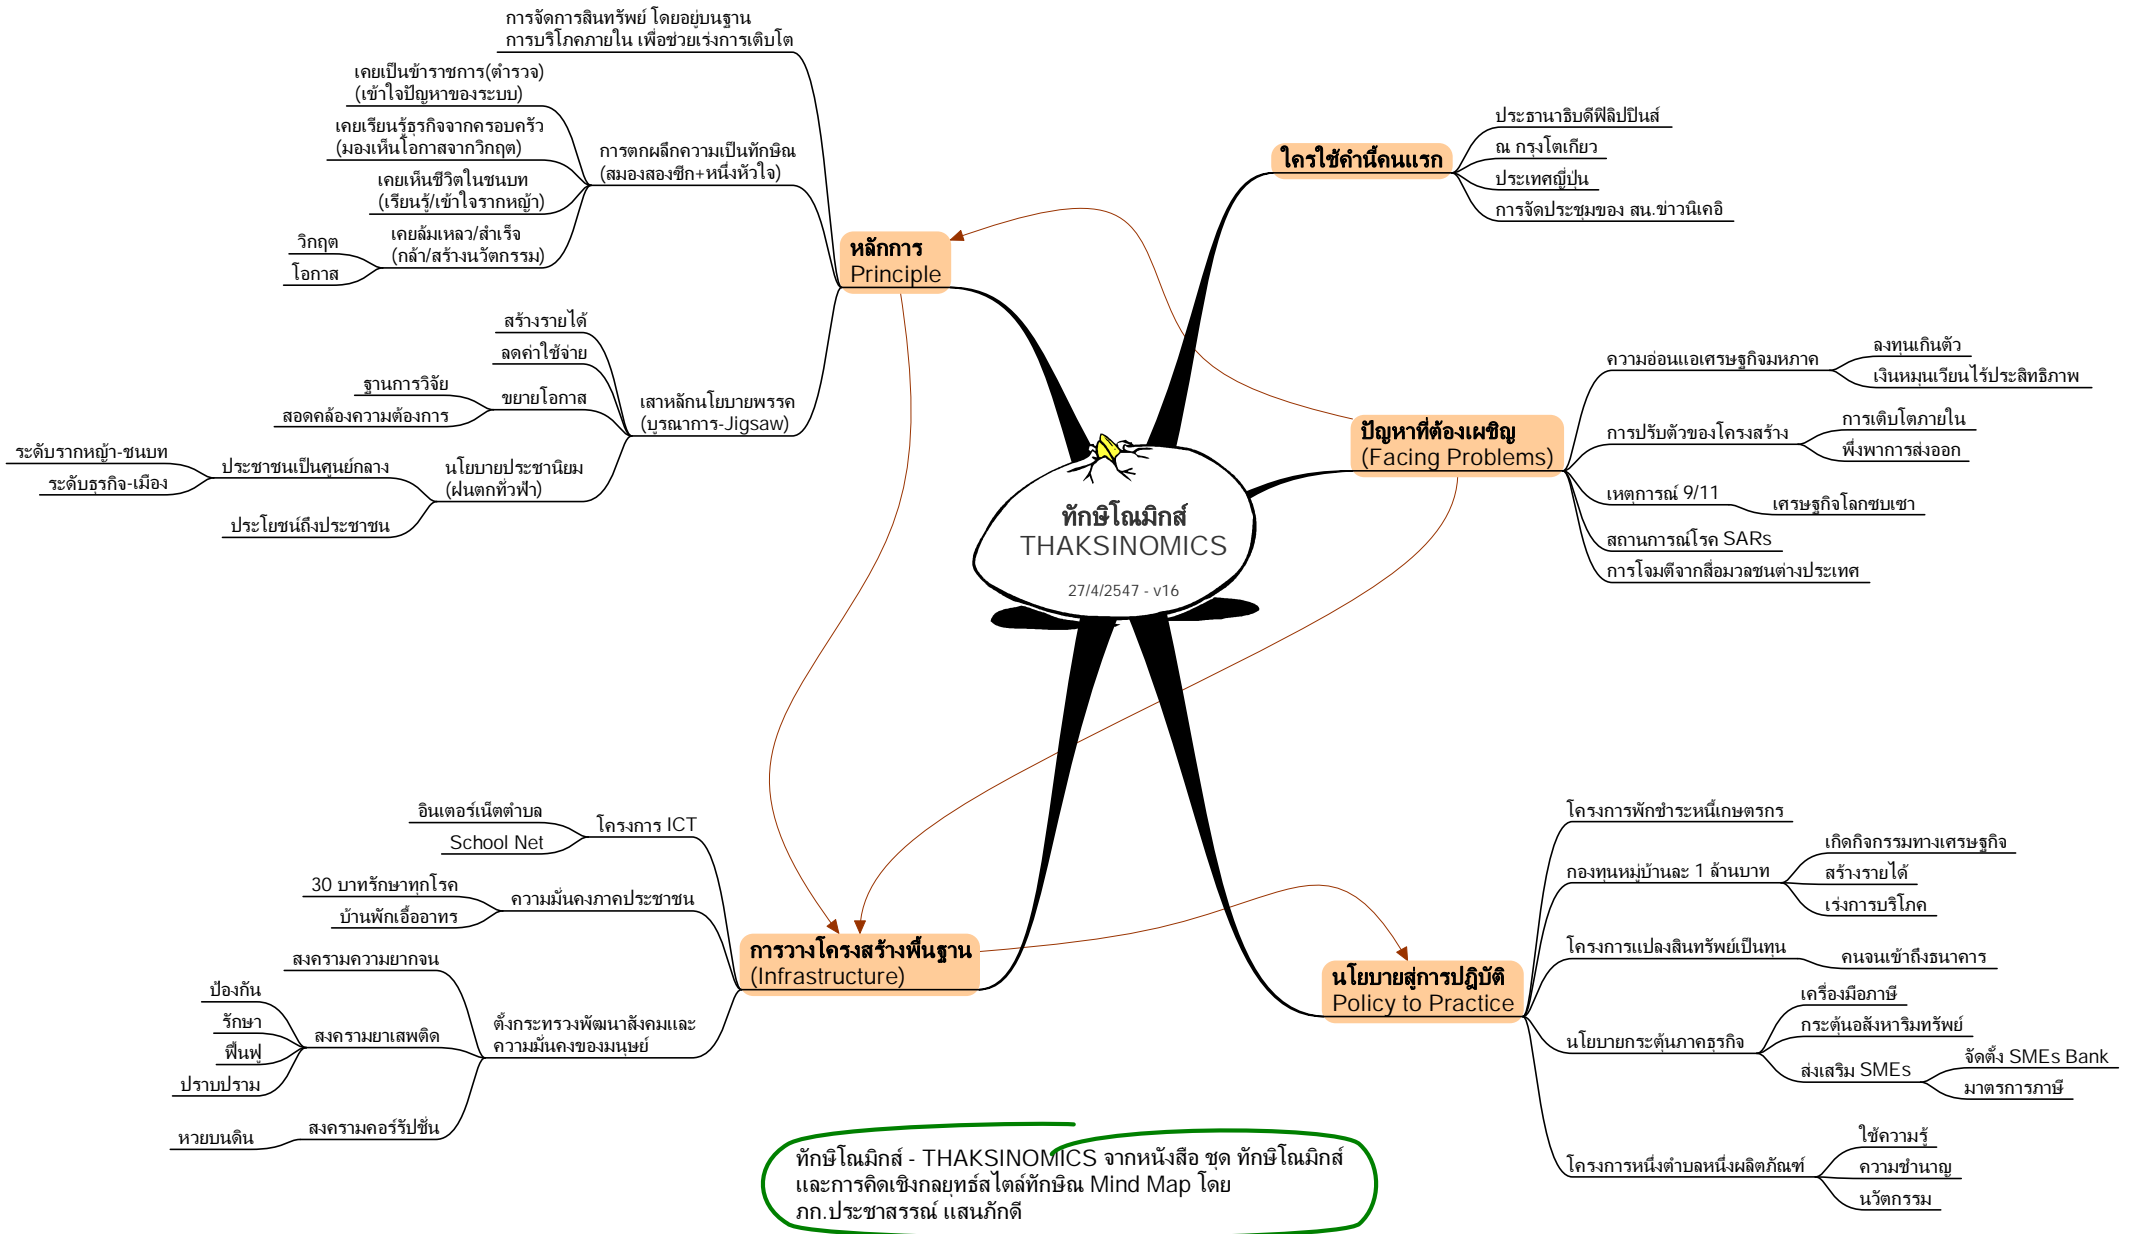 ทักษิโณมิกส์
THAKSINOMICS
27/4/2547 - v16
ใครใช้คำนี้คนแรก
ประธานาธิบดีฟิลิปปินส์
ณ กรุงโตเกียว
ประเทศญี่ปุ่น
การจัดประชุมของ สน.ข่าวนิเคอิ
ปัญหาที่ต้องเผชิญ
(Facing Problems)
ความอ่อนแอเศรษฐกิจมหภาค
ลงทุนเกินตัว
เงินหมุนเวียนไร้ประสิทธิภาพ
การปรับตัวของโครงสร้าง
การเติบโตภายใน
พึ่งพาการส่งออก
เหตุการณ์ 9/11
เศรษฐกิจโลกซบเซา
สถานการณ์โรค SARs
การโจมตีจากสื่อมวลชนต่างประเทศ
นโยบายสู่การปฎิบัติ
Policy to Practice
โครงการพักชำระหนี้เกษตรกร
กองทุนหมู่บ้านละ 1 ล้านบาท
เกิดกิจกรรมทางเศรษฐกิจ
สร้างรายได้
เร่งการบริโภค
โครงการแปลงสินทรัพย์เป็นทุน
คนจนเข้าถึงธนาคาร
นโยบายกระตุ้นภาคธุรกิจ
เครื่องมือภาษี
กระตุ้นอสังหาริมทรัพย์
ส่งเสริม SMEs
จัดตั้ง SMEs Bank
มาตรการภาษี
โครงการหนึ่งตำบลหนึ่งผลิตภัณฑ์
ใช้ความรู้
ความชำนาญ
นวัตกรรม
หลักการ
Principle
การจัดการสินทรัพย์ โดยอยู่บนฐาน
การบริโภคภายใน เพื่อช่วยเร่งการเติบโต
การตกผลึกความเป็นทักษิณ
(สมองสองซีก+หนึ่งหัวใจ)
เคยเป็นข้าราชการ(ตำรวจ)
(เข้าใจปัญหาของระบบ)
เคยเรียนรู้ธุรกิจจากครอบครัว
(มองเห็นโอกาสจากวิกฤต)
เคยเห็นชีวิตในชนบท
(เรียนรู้/เข้าใจรากหญ้า)
เคยล้มเหลว/สำเร็จ
(กล้า/สร้างนวัตกรรม)
วิกฤต
โอกาส
เสาหลักนโยบายพรรค
(บูรณาการ-Jigsaw)
สร้างรายได้
ลดค่าใช้จ่าย
ขยายโอกาส
ฐานการวิจัย
สอดคล้องความต้องการ
นโยบายประชานิยม
(ฝนตกทั่วฟ้า)
ประชาชนเป็นศูนย์กลาง
ระดับรากหญ้า-ชนบท
ระดับธุรกิจ-เมือง
ประโยชน์ถึงประชาชน
การวางโครงสร้างพื้นฐาน
(Infrastructure)
โครงการ ICT
อินเตอร์เน็ตตำบล
School Net
ความมั่นคงภาคประชาชน
30 บาทรักษาทุกโรค
บ้านพักเอื้ออาทร
ตั้งกระทรวงพัฒนาสังคมและ
ความมั่นคงของมนุษย์
สงครามความยากจน
สงครามยาเสพติด
ป้องกัน
รักษา
ฟื้นฟู
ปราบปราม
สงครามคอร์รัปชั่น
หวยบนดิน
ทักษิโณมิกส์ - THAKSINOMICS จากหนังสือ ชุด ทักษิโณมิกส์
และการคิดเชิงกลยุทธ์สไตล์ทักษิณ Mind Map โดย
ภก.ประชาสรรณ์ แสนภักดี